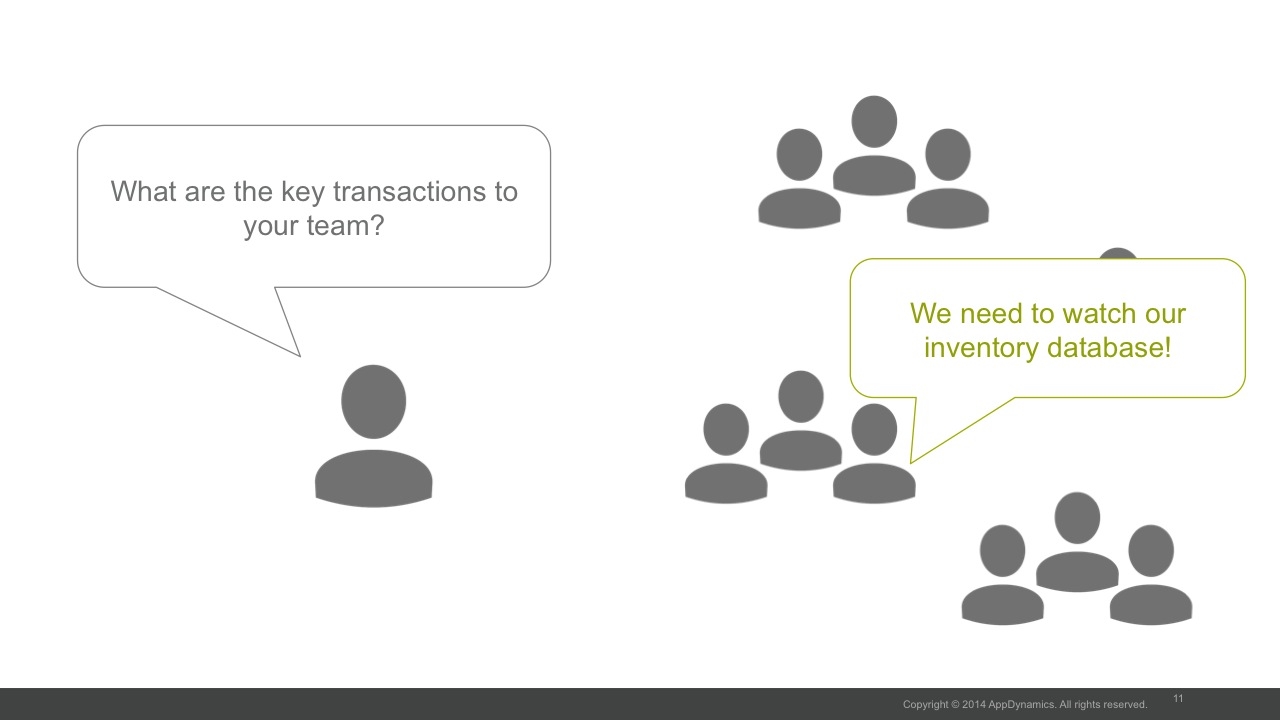 What are the key transactions to
your team?
We need to watch our
inventory database!
Copyright © 2014 AppDynamics. All rights reserved.
11